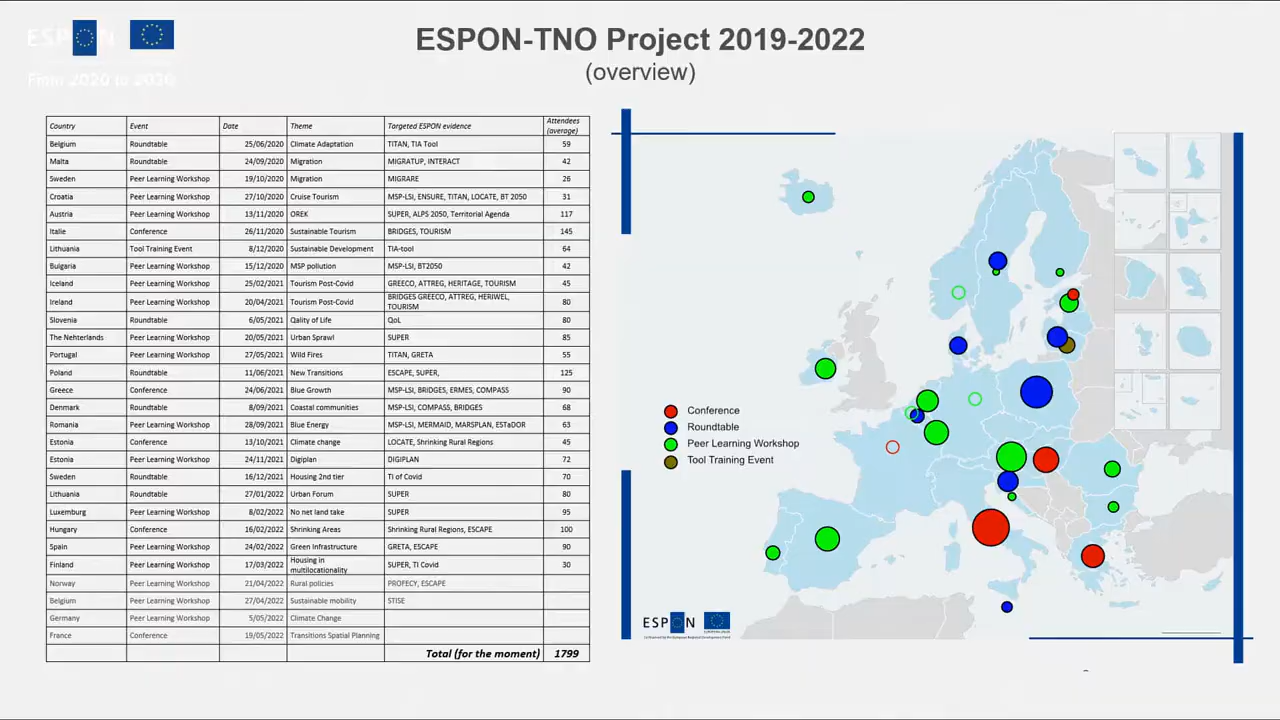 ESPON
From 2020 to 2030
ESPON-TNO Project 2019-2022
(overview)
Country Event Date Theme Targeted ESPON evidence Attendees (average)
Belgium Roundtable 25/06/2020 Climate Adaptation TITAN, TIA Tool 59
Malta Roundtable 24/09/2020 Migration MIGRATUP, INTERACT 42
Sweden Peer Learning Workshop 19/10/2020 Migration MIGRARE 26
Croatia Peer Learning Workshop 27/10/2020 Cruise Tourism MSP-LSI, ENSURE, TITAN, LOCATE, BT 2050 31
Austria Peer Learning Workshop 13/11/2020 OREK SUPER, ALPS 2050, Territorial Agenda 117
Italie Conference 26/11/2020 Sustainable Tourism BRIDGES, TOURISM 145
Lithuania Tool Training Event 8/12/2020 Sustainable Development TIA-tool 64
Bulgaria Peer Learning Workshop 15/12/2020 MSP pollution MSP-LSI, BT2050 42
Iceland Peer Learning Workshop 25/02/2021 Tourism Post-Covid GREECO, ATTREG, HERITAGE, TOURISM 45
Ireland Peer Learning Workshop 20/04/2021 Tourism Post-Covid BRIDGES GREECO, ATTREG, HERIWEL, TOURISM 80
Slovenia Roundtable 6/05/2021 Qality of Life QoL 80
The Nehterlands Peer Learning Workshop 20/05/2021 Urban Sprawl SUPER 85
Portugal Peer Learning Workshop 27/05/2021 Wild Fires TITAN, GRETA 55
Poland Roundtable 11/06/2021 New Transitions ESCAPE, SUPER, 125
Greece Conference 24/06/2021 Blue Growth MSP-LSI, BRIDGES, ERMES, COMPASS 90
Denmark Roundtable 8/09/2021 Coastal communities MSP-LSI, COMPASS, BRIDGES 68
Romania Peer Learning Workshop 28/09/2021 Blue Energy MSP-LSI, MERMAID, MARSPLAN, ESTaDOR 63
Estonia Conference 13/10/2021 Climate change LOCATE, Shrinking Rural Regions 45
Estonia Peer Learning Workshop 24/11/2021 Digiplan DIGIPLAN 72
Sweden Roundtable 16/12/2021 Housing 2nd tier TI of Covid 70
Lithuania Roundtable 27/01/2022 Urban Forum SUPER 80
Luxemburg Peer Learning Workshop 8/02/2022 No net land take SUPER 95
Hungary Conference 16/02/2022 Shrinking Areas Shrinking Rural Regions, ESCAPE 100
Spain Peer Learning Workshop 24/02/2022 Green Infrastructure GRETA, ESCAPE 90
Finland Peer Learning Workshop 17/03/2022 Housing in multilocationality SUPER, TI Covid 30
Norway Peer Learning Workshop 21/04/2022 Rural policies PROFECY, ESCAPE
Belgium Peer Learning Workshop 27/04/2022 Sustainable mobility STISE
Germany Peer Learning Workshop 5/05/2022 Climate Change
France Conference 19/05/2022 Transitions Spatial Planning
Total (for the moment) 1799
Conference
Roundtable
Peer Learning Workshop
Tool Training Event
ESPON